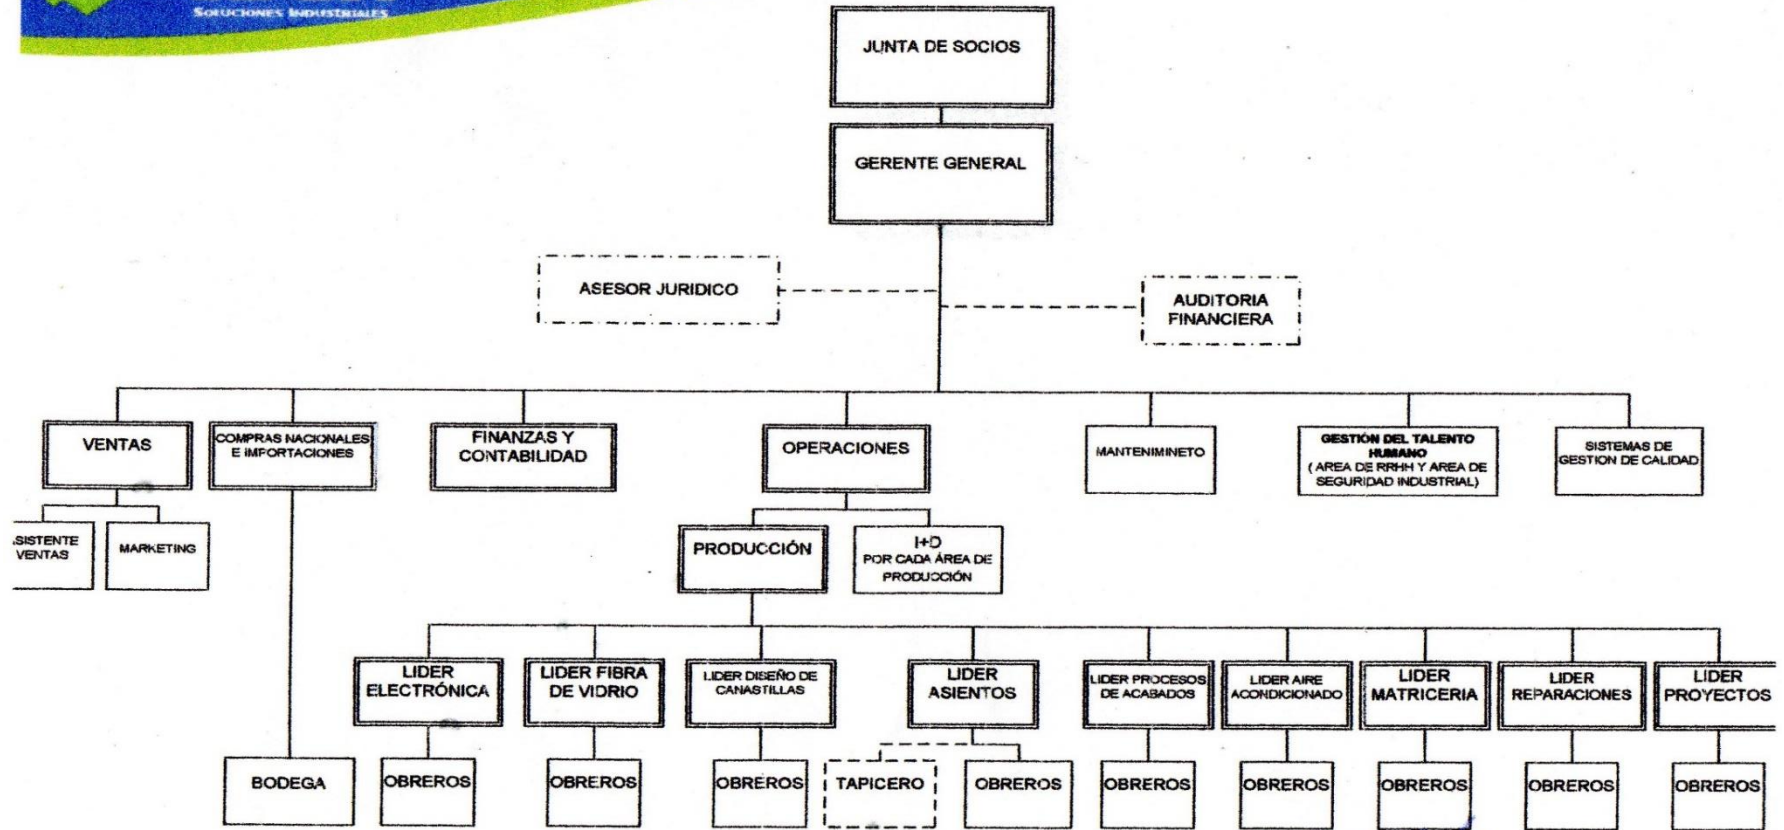 SOLUCIONES INDUSTRIALES
JUNTA DE SOCIOS
GERENTE GENERAL
ASESOR JURIDICO
AUDITORIA
FINANCIERA
VENTAS
COMPRAS NACIONALES
E IMPORTACIONES
FINANZAS Y
CONTABILIDAD
OPERACIONES
MANTENIMINETO
GESTIÓN DEL TALENTO
HUMANO
( AREA DE RRHH Y AREA DE
SEGURIDAD INDUSTRIAL)
SISTEMAS DE
GESTION DE CALIDAD
SISTENTE
VENTAS
MARKETING
PRODUCCIÓN
I+D
POR CADA ÁREA DE
PRODUCCIÓN
LIDER
ELECTRÓNICA
LIDER FIBRA
DE VIDRIO
LIDER DISEÑO DE
CANASTILLAS
LIDER
ASIENTOS
LIDER PROCESOS
DE ACABADOS
LIDER AIRE
ACONDICIONADO
LIDER
MATRICERIA
LIDER
REPARACIONES
LIDER
PROYECTOS
BODEGA
OBREROS
OBREROS
OBREROS
TAPICERO
OBREROS
OBREROS
OBREROS
OBREROS
OBREROS
OBREROS